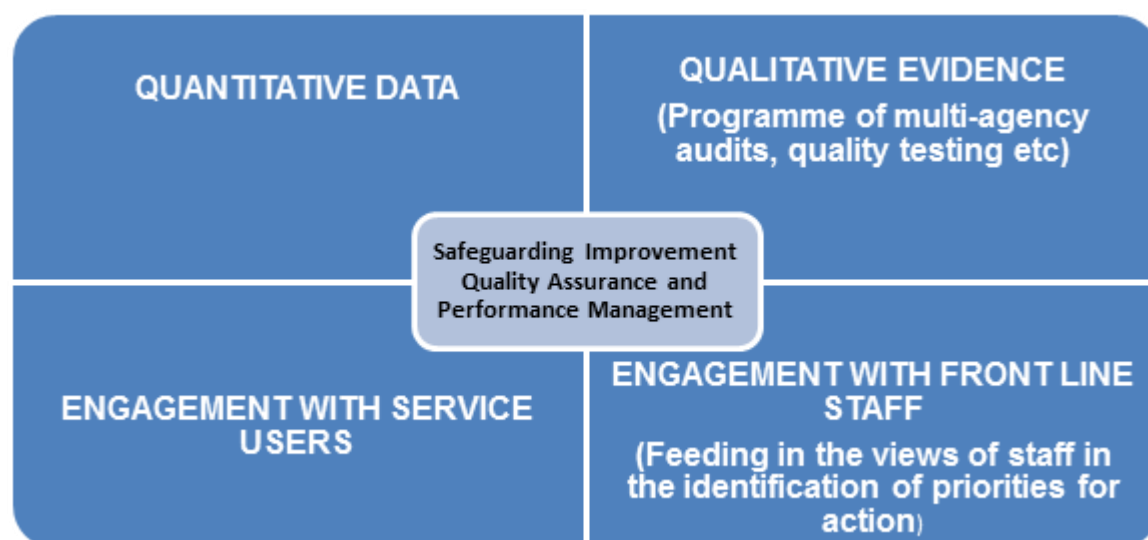 QUANTITATIVE DATA
QUALITATIVE EVIDENCE
(Programme of multi-agency
audits, quality testing etc)
Safeguarding Improvement
Quality Assurance and
Performance Management
ENGAGEMENT WITH SERVICE
USERS
ENGAGEMENT WITH FRONT LINE
STAFF
(Feeding in the views of staff in
the identification of priorities for
action)